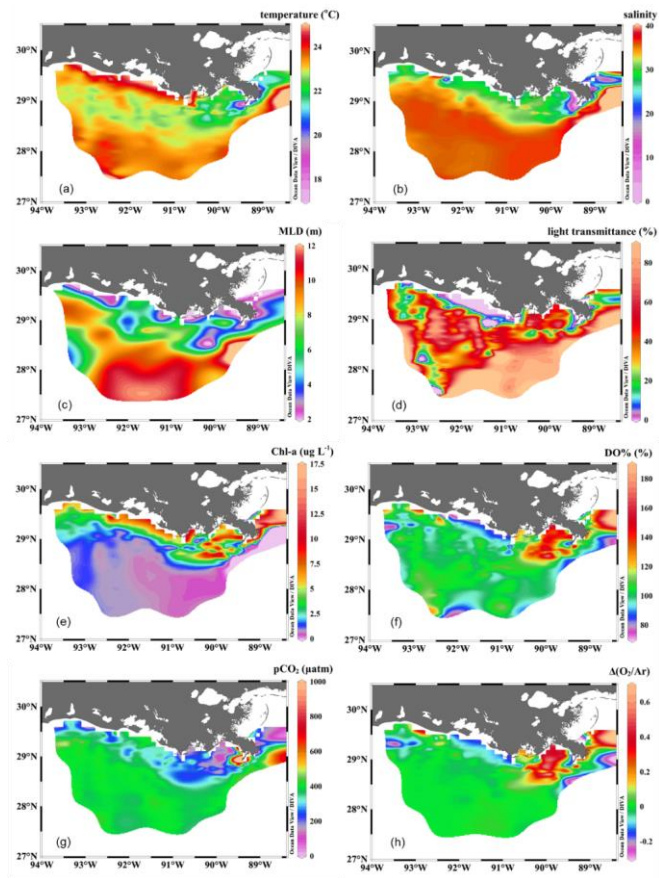 temperature (°C)
30°N
29°N
28°N
27°N
24
22
20
18
(a)
Ocean Data View / DIVA
94°W 93°W 92°W 91°W 90°W 89°W
salinity
30°N
29°N
28°N
27°N
40
30
20
10
0
(b)
Ocean Data View / DIVA
94°W 93°W 92°W 91°W 90°W 89°W
MLD (m)
30°N
29°N
28°N
27°N
12
10
8
6
4
2
(c)
Ocean Data View / DIVA
94°W 93°W 92°W 91°W 90°W 89°W
light transmittance (%)
30°N
29°N
28°N
27°N
80
60
40
20
0
(d)
Ocean Data View / DIVA
94°W 93°W 92°W 91°W 90°W 89°W
Chl-a (ug L⁻¹)
30°N
29°N
28°N
27°N
17.5
15
12.5
10
7.5
5
2.5
0
(e)
Ocean Data View / DIVA
94°W 93°W 92°W 91°W 90°W 89°W
DO% (%)
30°N
29°N
28°N
27°N
180
160
140
120
100
80
(f)
Ocean Data View / DIVA
94°W 93°W 92°W 91°W 90°W 89°W
pCO₂ (µatm)
30°N
29°N
28°N
27°N
1000
800
600
400
200
0
(g)
Ocean Data View / DIVA
94°W 93°W 92°W 91°W 90°W 89°W
Δ(O₂/Ar)
30°N
29°N
28°N
27°N
0.6
0.4
0.2
0
-0.2
(h)
Ocean Data View / DIVA
94°W 93°W 92°W 91°W 90°W 89°W